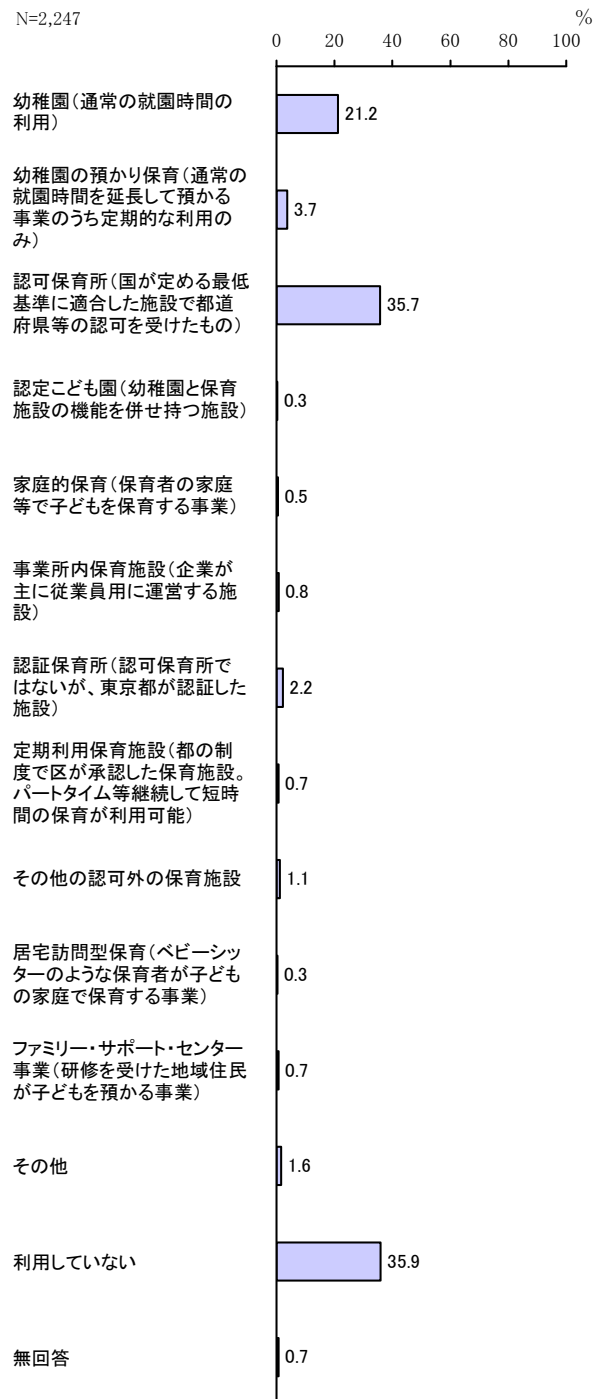 N=2,247
%
0 20 40 60 80 100
幼稚園(通常の就園時間の
利用)
21.2
幼稚園の預かり保育(通常の
就園時間を延長して預かる
事業のうち定期的な利用の
み)
3.7
認可保育所(国が定める最低
基準に適合した施設で都道
府県等の認可を受けたもの)
35.7
認定こども園(幼稚園と保育
施設の機能を併せ持つ施設)
0.3
家庭的保育(保育者の家庭
等で子どもを保育する事業)
0.5
事業所内保育施設(企業が
主に従業員用に運営する施
設)
0.8
認証保育所(認可保育所で
はないが、東京都が認証した
施設)
2.2
定期利用保育施設(都の制
度で区が承認した保育施設。
パートタイム等継続して短時
間の保育が利用可能)
0.7
その他の認可外の保育施設
1.1
居宅訪問型保育(ベビーシッ
ターのような保育者が子ども
の家庭で保育する事業)
0.3
ファミリー・サポート・センター
事業(研修を受けた地域住民
が子どもを預かる事業)
0.7
その他
1.6
利用していない
35.9
無回答
0.7